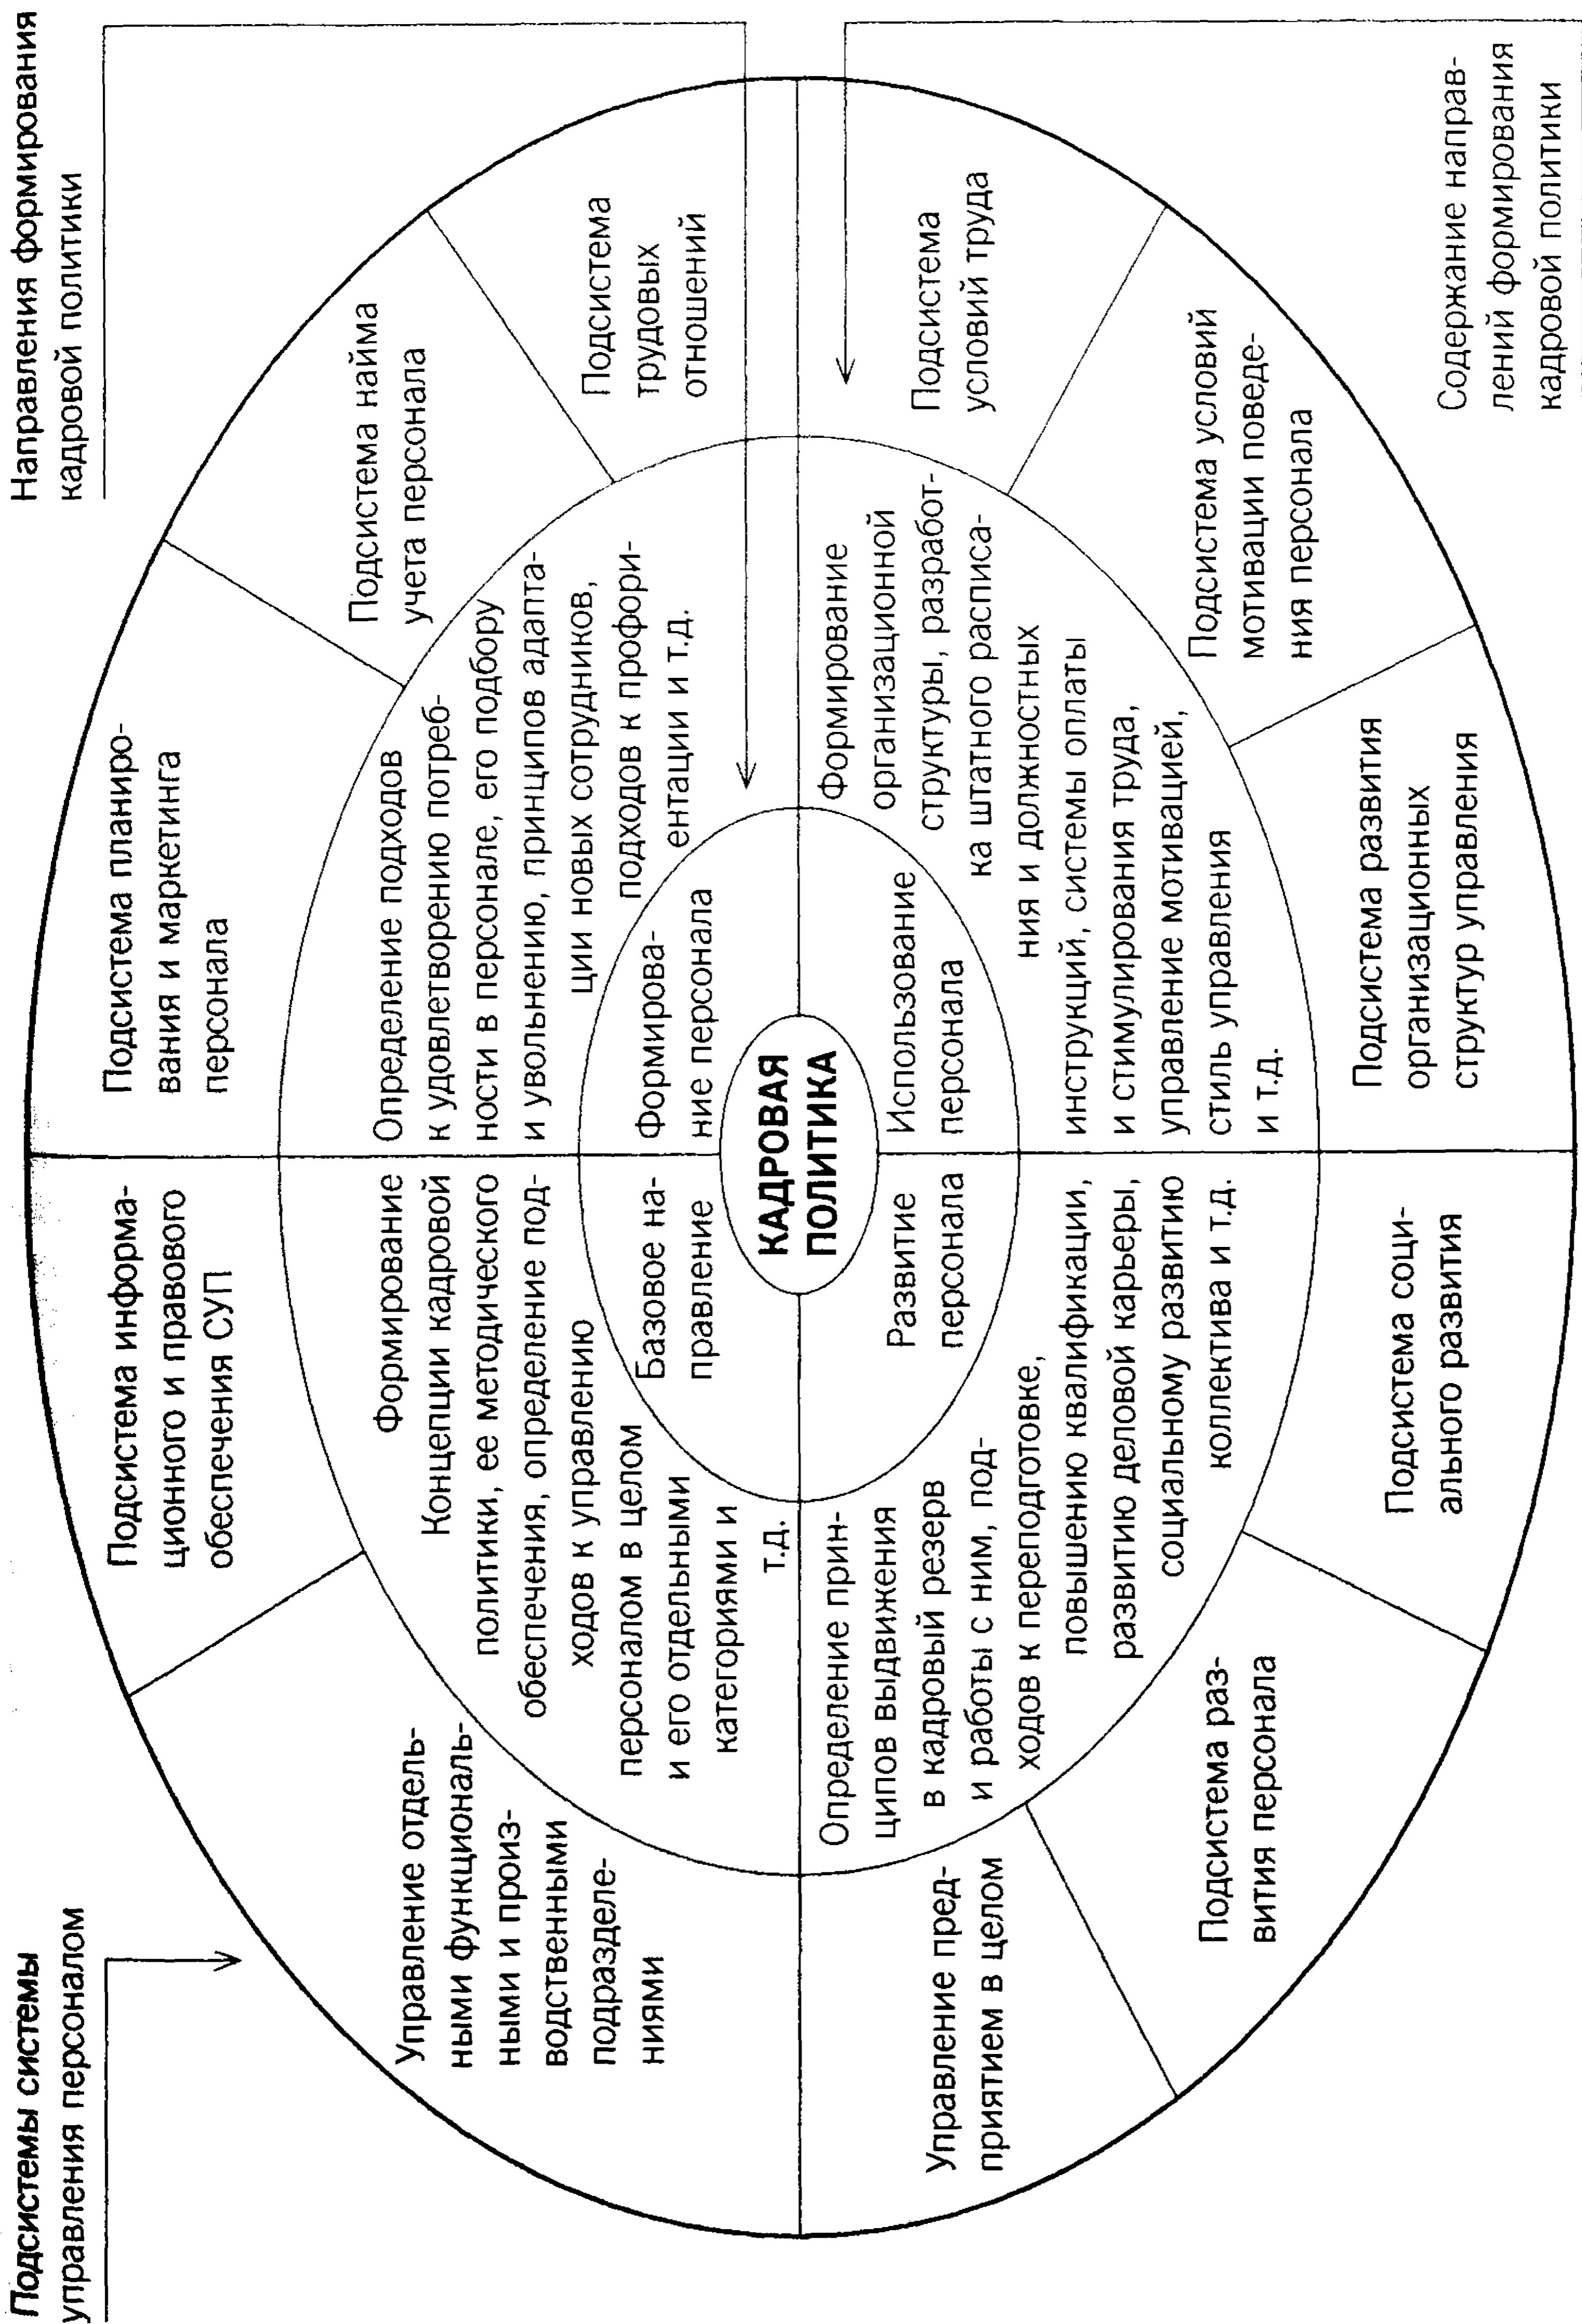 Подсистемы системы
управления персоналом
Направления формирования
кадровой политики
Управление отдель-
ными функциональ-
ными и произ-
водственными
подразделе-
ниями
Подсистема информа-
ционного и правового
обеспечения СУП
Подсистема планиро-
вания и маркетинга
персонала
Подсистема найма
учета персонала
Подсистема
трудовых
отношений
Формирование
Концепции кадровой
политики, ее методического
обеспечения, определение под-
ходов к управлению
персоналом в целом
и его отдельными
категориями и
т.д.
Определение подходов
к удовлетворению потреб-
ности в персонале, его подбору
и увольнению, принципов адапта-
ции новых сотрудников,
подходов к профори-
ентации и т.д.
Базовое на-
правление
Формирова-
ние персонала
КАДРОВАЯ
ПОЛИТИКА
Развитие
персонала
Использование
персонала
Определение прин-
ципов выдвижения
в кадровый резерв
и работы с ним, под-
ходов к переподготовке,
повышению квалификации,
развитию деловой карьеры,
социальному развитию
коллектива и т.д.
Формирование
организационной
структуры, разработ-
ка штатного расписа-
ния и должностных
инструкций, системы оплаты
и стимулирования труда,
управление мотивацией,
стиль управления
и т.д.
Управление пред-
приятием в целом
Подсистема раз-
вития персонала
Подсистема соци-
ального развития
Подсистема развития
организационных
структур управления
Подсистема условий
мотивации поведе-
ния персонала
Подсистема
условий труда
Содержание направ-
лений формирования
кадровой политики